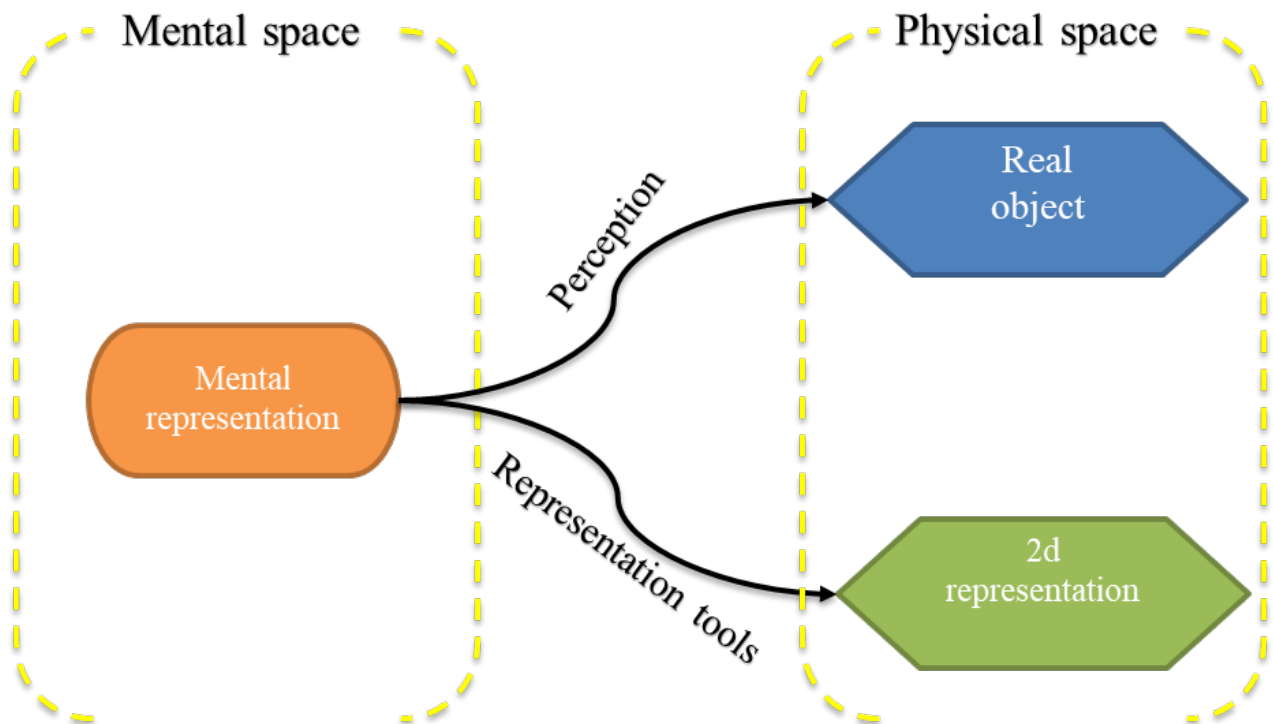 Mental space
Physical space
Real
object
Perception
Mental
representation
Representation tools
2d
representation